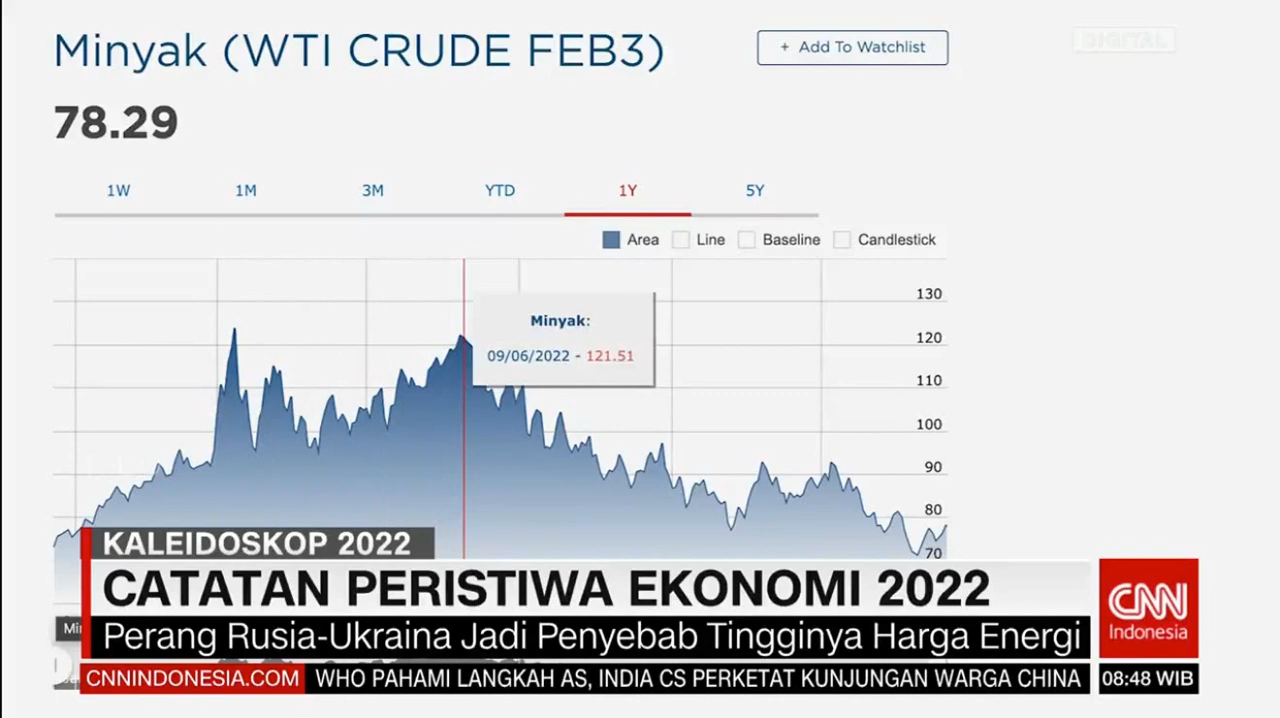 Minyak (WTI CRUDE FEB3)
+ Add To Watchlist
DIGITAL
78.29
1W 1M 3M YTD 1Y 5Y
Area Line Baseline Candlestick
130
Minyak:
09/06/2022 - 121.51
120
110
100
90
80
70
KALEIDOSKOP 2022
CATATAN PERISTIWA EKONOMI 2022
Perang Rusia-Ukraina Jadi Penyebab Tingginya Harga Energi
CNN
Indonesia
CNNINDONESIA.COM WHO PAHAMI LANGKAH AS, INDIA CS PERKETAT KUNJUNGAN WARGA CHINA
08:48 WIB